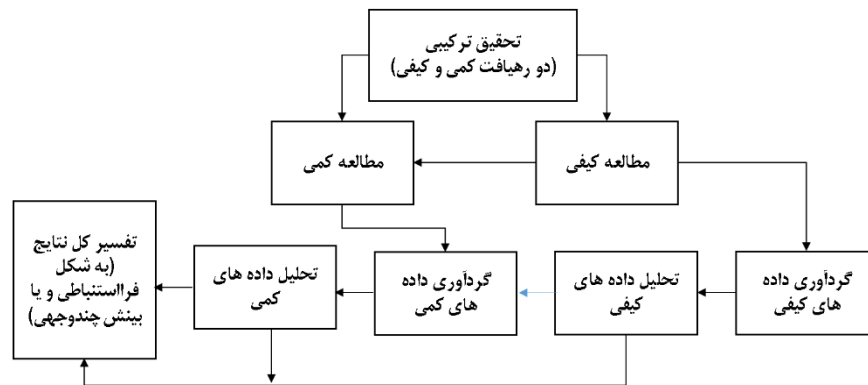 تحقیق ترکیبی
(دو رهیافت کمی و کیفی)
مطالعه کیفی
مطالعه کمی
گردآوری داده
های کیفی
تحلیل داده های
کیفی
گردآوری داده
های کمی
تحلیل داده های
کمی
تفسیر کل نتایج
(به شکل
فرااستنباطی و یا
بینش چندوجهی)